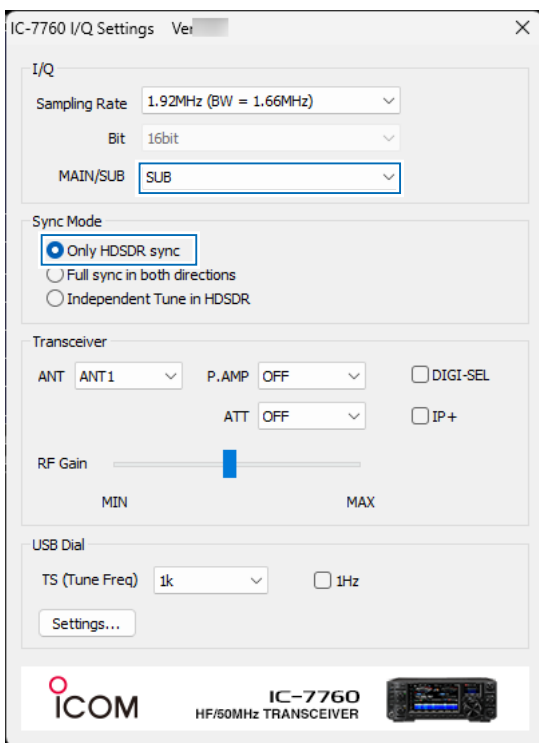 IC-7760 I/Q Settings Ver
I/Q
Sampling Rate 1.92MHz (BW = 1.66MHz)
Bit 16bit
MAIN/SUB SUB
Sync Mode
Only HDSDR sync
Full sync in both directions
Independent Tune in HDSDR
Transceiver
ANT ANT1 P.AMP OFF DIGI-SEL
ATT OFF IP+
RF Gain
MIN MAX
USB Dial
TS (Tune Freq) 1k 1Hz
Settings...
ICOM IC-7760
HF/50MHz TRANSCEIVER